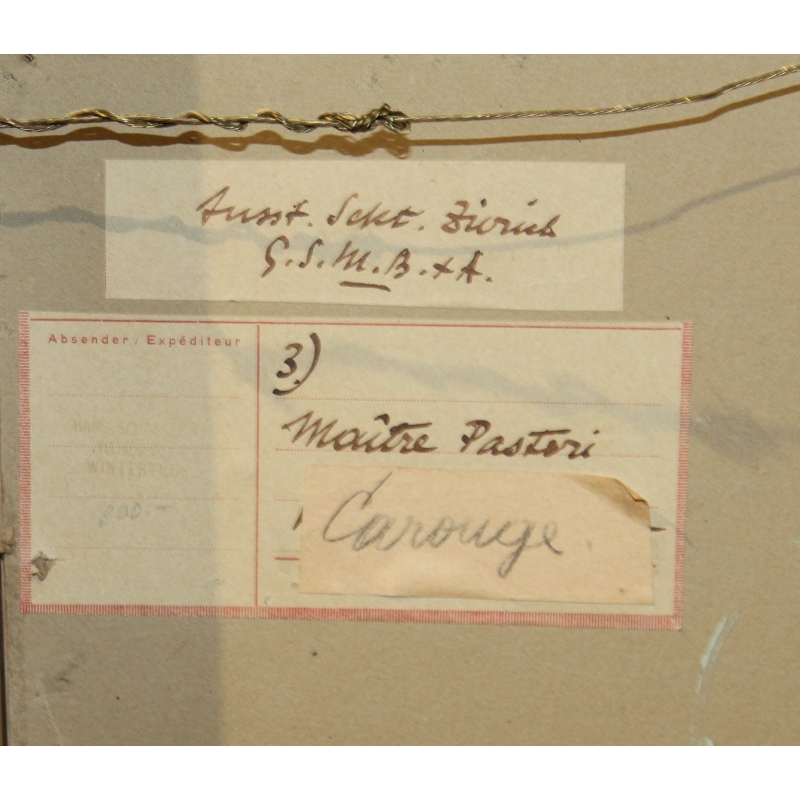 Ausst. Sekt. Zürich
G.S.M.B.+A.
Absender / Expéditeur
3)
Maître Pastori
Carouge